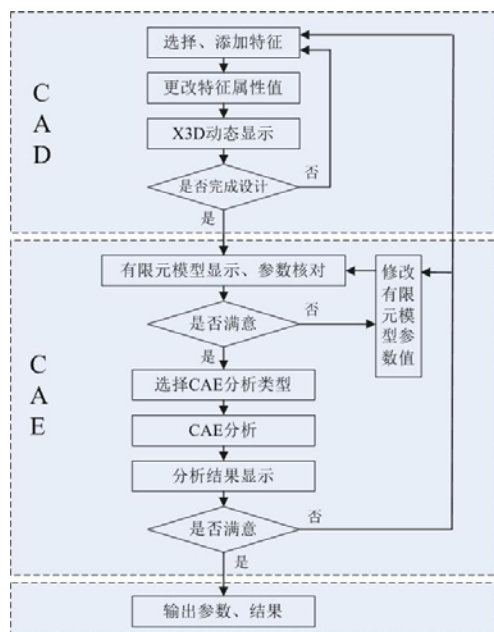 CAD
选择、添加特征
更改特征属性值
X3D动态显示
是否完成设计
否
是
CAE
有限元模型显示、参数核对
修改有限元模型参数值
是否满意
否
是
选择CAE分析类型
CAE分析
分析结果显示
是否满意
否
是
输出参数、结果